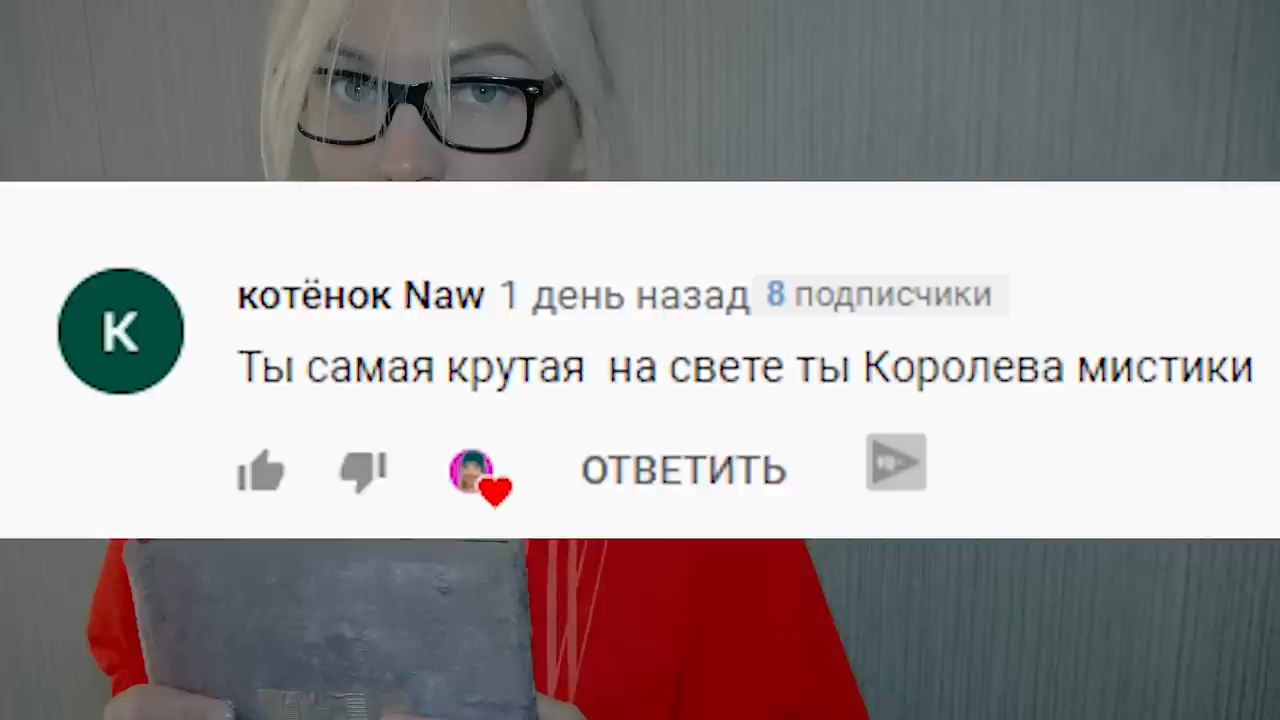 котёнок Naw 1 день назад 8 подписчики
Ты самая крутая на свете ты Королева мистики
ОТВЕТИТЬ